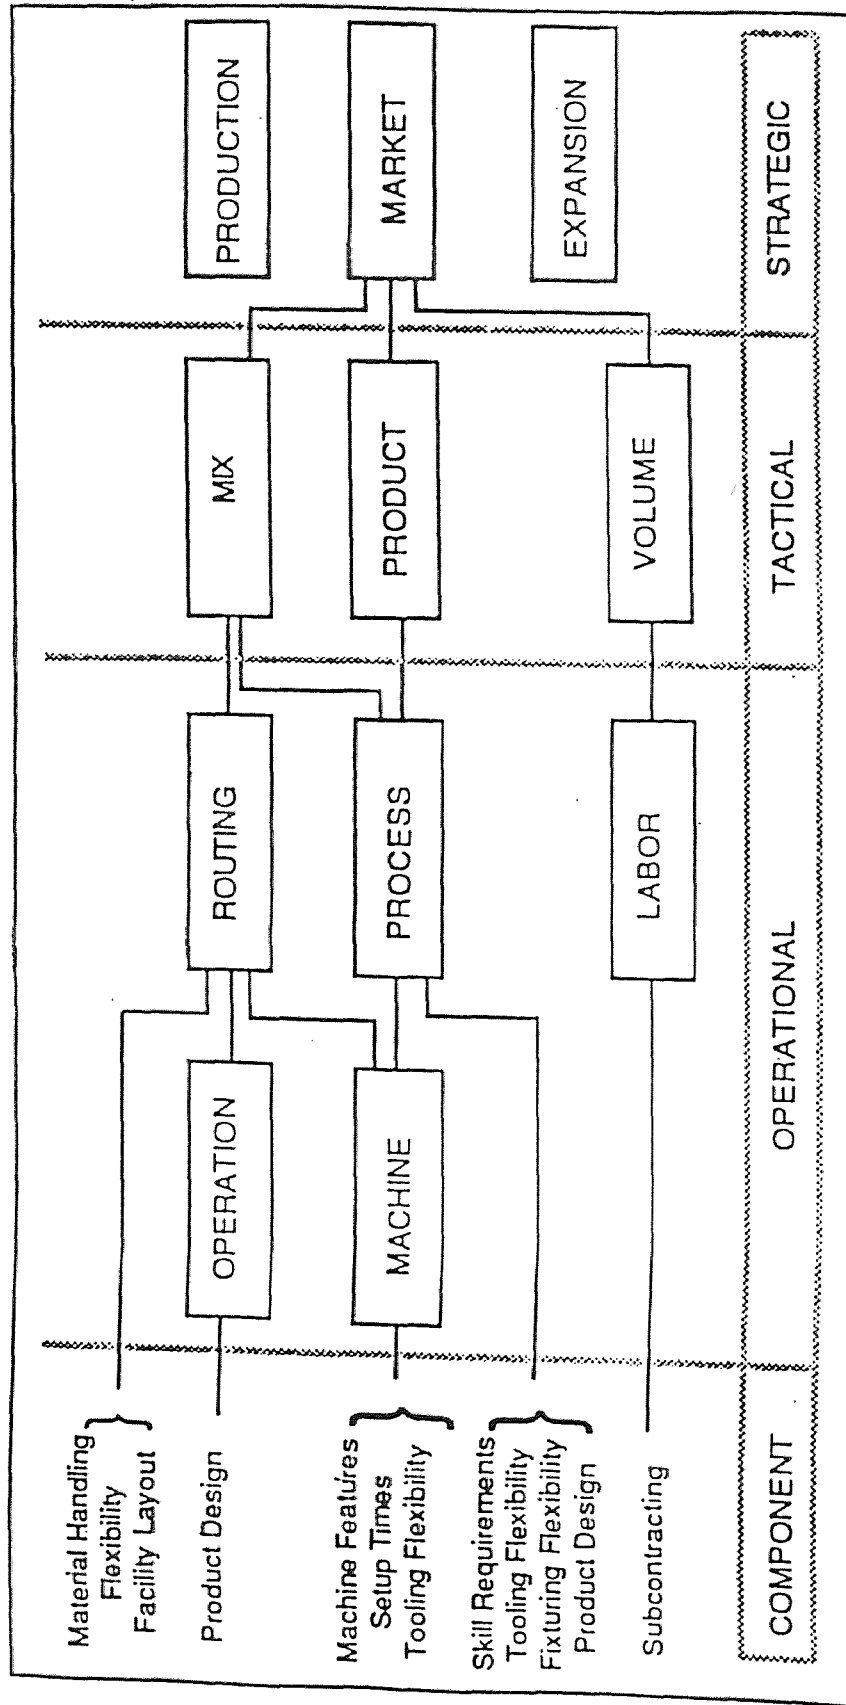 Material Handling
Flexibility
Facility Layout
Product Design
Machine Features
Setup Times
Tooling Flexibility
Skill Requirements
Tooling Flexibility
Fixturing Flexibility
Product Design
Subcontracting
COMPONENT
OPERATION
MACHINE
ROUTING
PROCESS
LABOR
OPERATIONAL
MIX
PRODUCT
VOLUME
TACTICAL
PRODUCTION
MARKET
EXPANSION
STRATEGIC